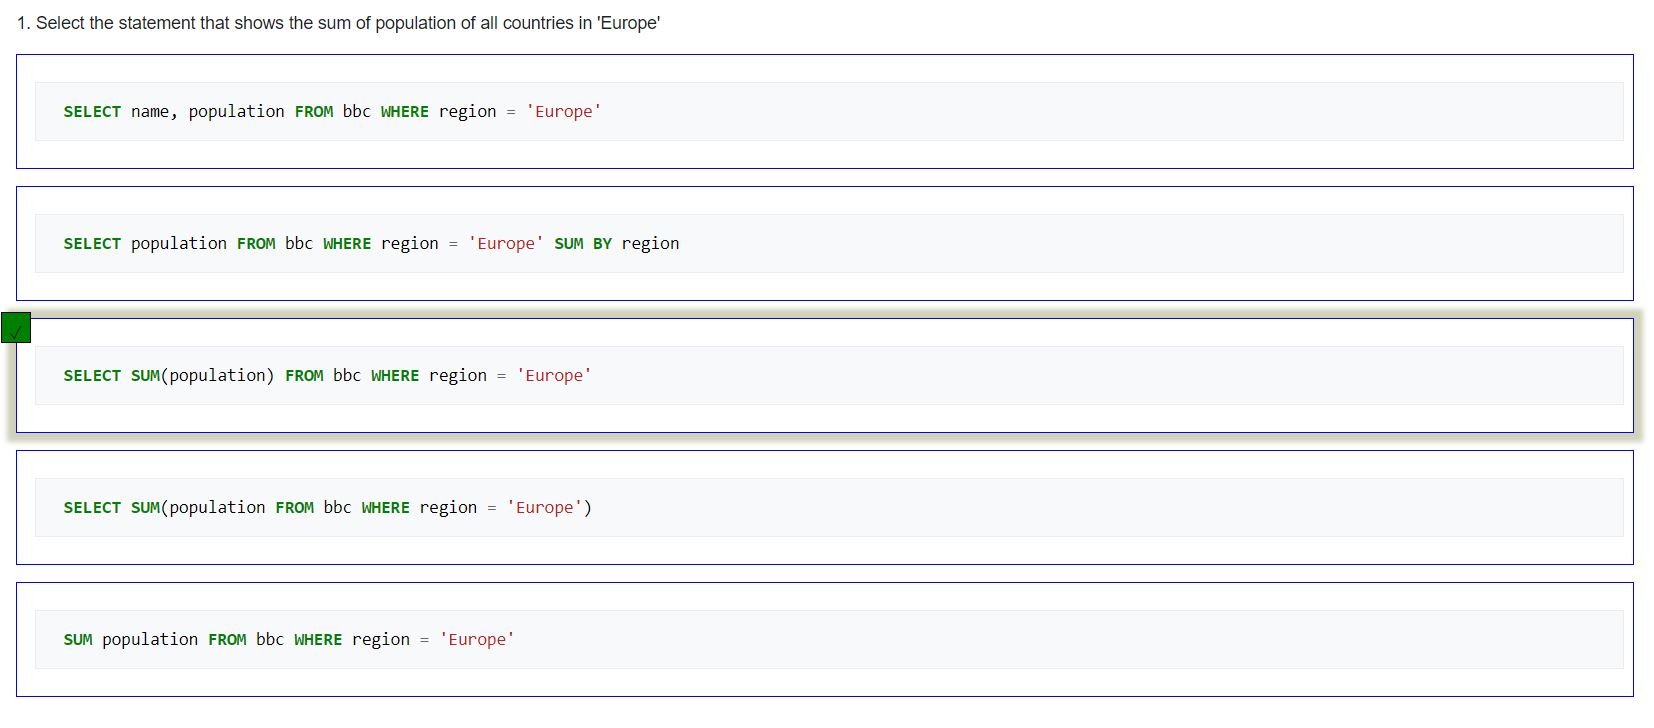 1. Select the statement that shows the sum of population of all countries in 'Europe'
SELECT name, population FROM bbc WHERE region = 'Europe'
SELECT population FROM bbc WHERE region = 'Europe' SUM BY region
✓
SELECT SUM(population) FROM bbc WHERE region = 'Europe'
SELECT SUM(population FROM bbc WHERE region = 'Europe')
SUM population FROM bbc WHERE region = 'Europe'